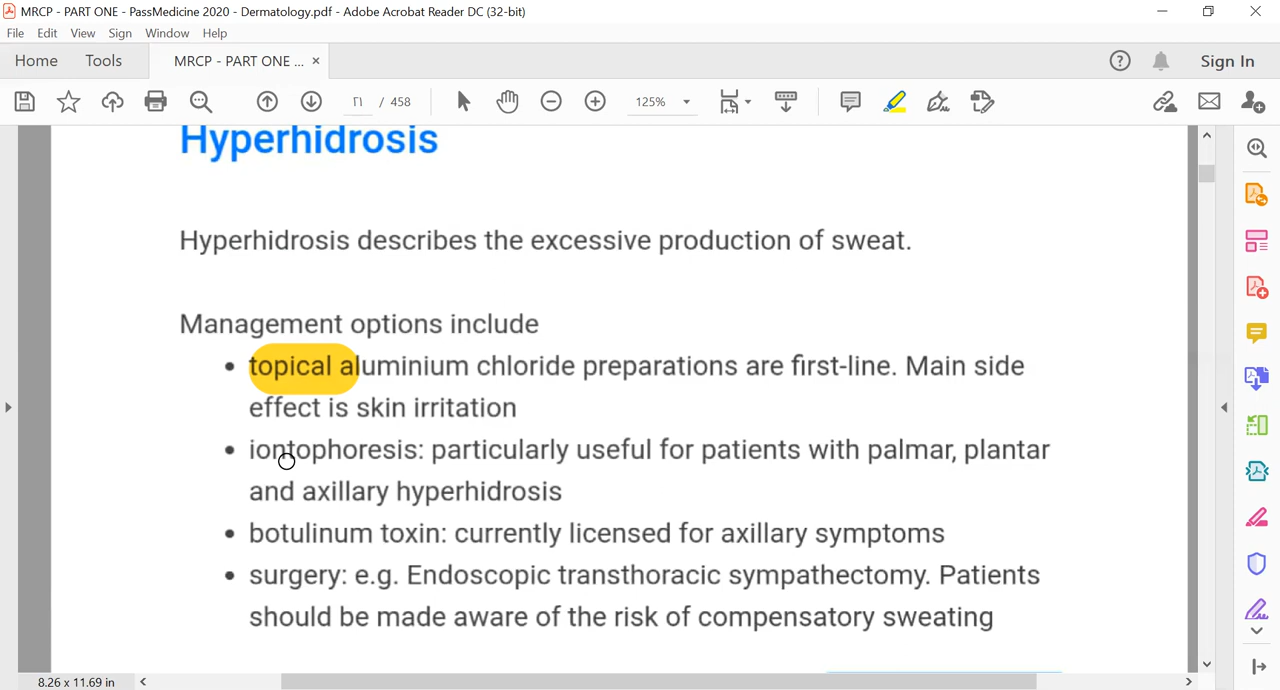 MRCP - PART ONE - PassMedicine 2020 - Dermatology.pdf - Adobe Acrobat Reader DC (32-bit)
File Edit View Sign Window Help
Home Tools MRCP - PART ONE ... × Sign In
/ 458 125%
Hyperhidrosis
Hyperhidrosis describes the excessive production of sweat.
Management options include
• topical aluminium chloride preparations are first-line. Main side
effect is skin irritation
• iontophoresis: particularly useful for patients with palmar, plantar
and axillary hyperhidrosis
• botulinum toxin: currently licensed for axillary symptoms
• surgery: e.g. Endoscopic transthoracic sympathectomy. Patients
should be made aware of the risk of compensatory sweating
8.26 x 11.69 in